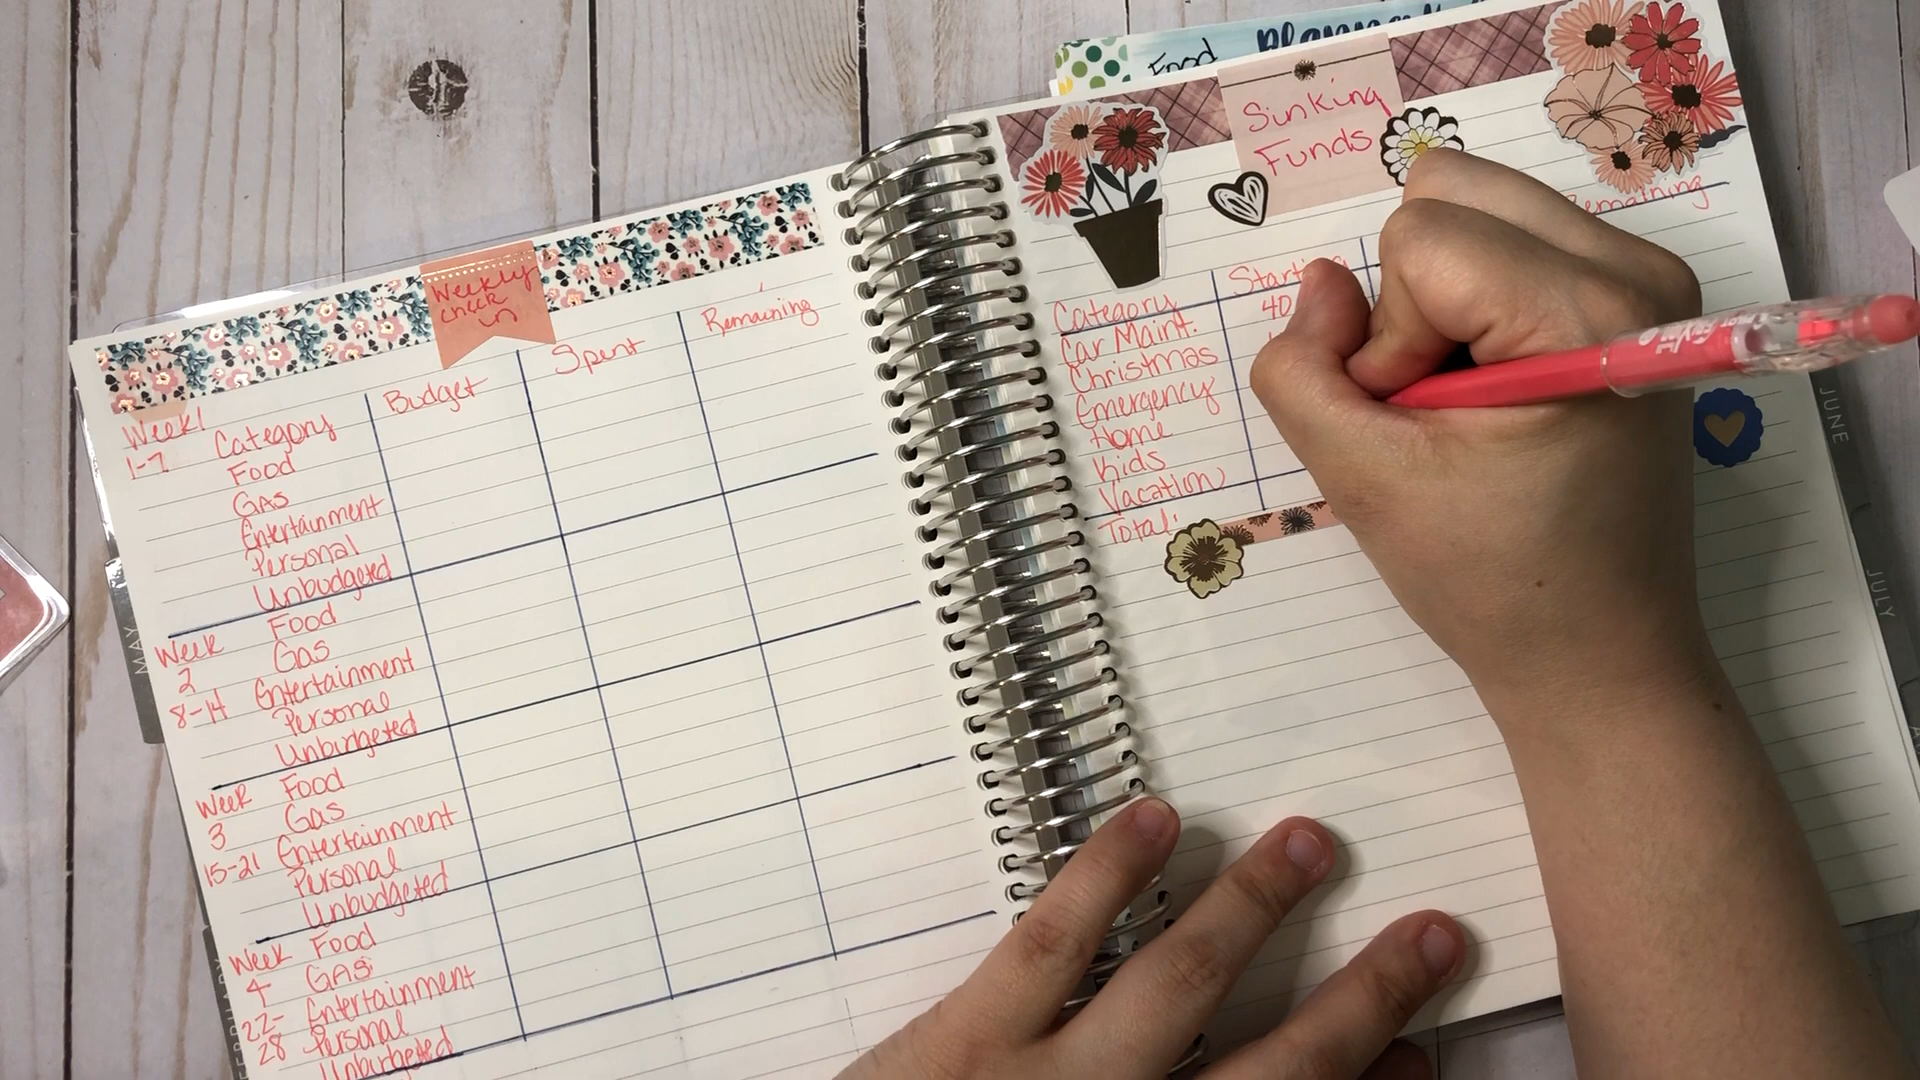 Food Planner
Weekly
check
in
Budget
Spent
Remaining
Week 1
1-7
Category
Food
GAS
Entertainment
Personal
Unbudgeted
Week
2
8-14
Food
Gas
Entertainment
Personal
Unbudgeted
Week
3
15-21
Food
Gas
Entertainment
Personal
Unbudgeted
Week
4
22-
28
Food
GAS
Entertainment
Personal
Unbudgeted
Sinking
Funds
Category
Starting
Remaining
Car Maint.
40
Christmas
Emergency
Home
Kids
Vacation
Total:
MAY
JUNE
JULY